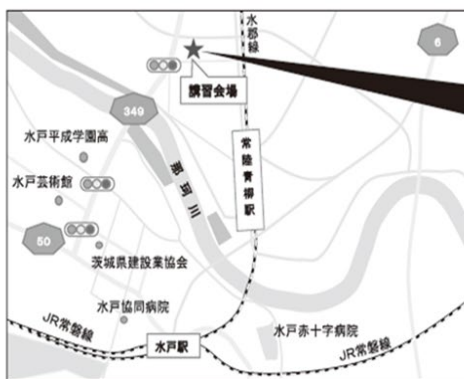 水郡線
6
講習会場
349
水戸平成学園高
那珂川
常陸青柳駅
水戸芸術館
50
茨城県建設業協会
水戸協同病院
JR常磐線
水戸駅
水戸赤十字病院
JR常磐線